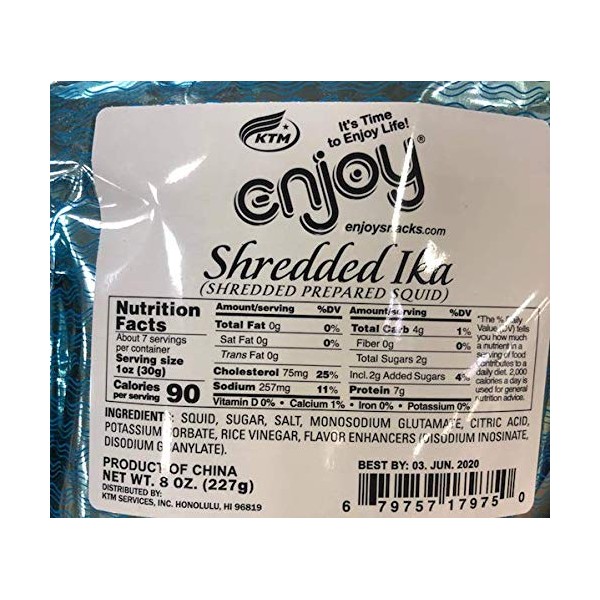 KTM
It's Time
to Enjoy Life!
enjoy®
enjoysnacks.com
Shredded Ika
(SHREDDED PREPARED SQUID)
Nutrition
Facts
About 7 servings
per container
Serving size
1oz (30g)
Calories
per serving 90
Amount/serving %DV
Total Fat 0g 0%
Sat Fat 0g 0%
Trans Fat 0g
Cholesterol 75mg 25%
Sodium 257mg 11%
Amount/serving %DV
Total Carb 4g 1%
Fiber 0g 0%
Total Sugars 2g
Incl. 2g Added Sugars 4%
Protein 7g
Vitamin D 0% • Calcium 1% • Iron 0% • Potassium 0%
*The % Daily
Value (DV) tells
you how much
a nutrient in a
serving of food
contributes to a
daily diet. 2,000
calories a day is
used for general
nutrition advice.
INGREDIENTS: SQUID, SUGAR, SALT, MONOSODIUM GLUTAMATE, CITRIC ACID,
POTASSIUM SORBATE, RICE VINEGAR, FLAVOR ENHANCERS (DISODIUM INOSINATE,
DISODIUM GUANYLATE).
PRODUCT OF CHINA
NET WT. 8 OZ. (227g)
DISTRIBUTED BY:
KTM SERVICES, INC. HONOLULU, HI 96819
BEST BY: 03. JUN. 2020
6 79757 17975 0